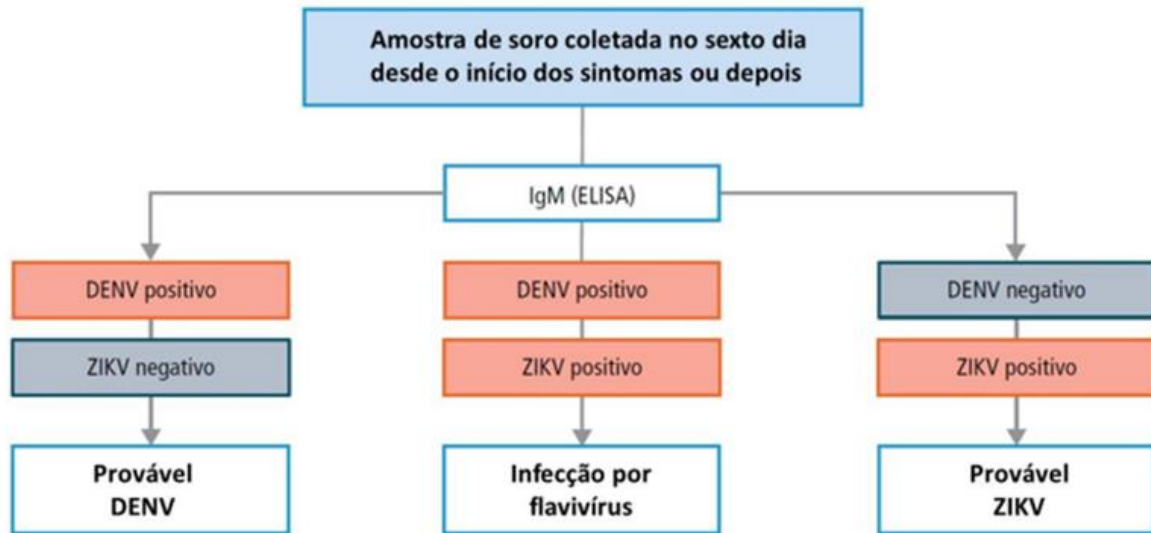 Amostra de soro coletada no sexto dia
desde o início dos sintomas ou depois
IgM (ELISA)
DENV positivo
ZIKV negativo
Provável
DENV
DENV positivo
ZIKV positivo
Infecção por
flavivírus
DENV negativo
ZIKV positivo
Provável
ZIKV